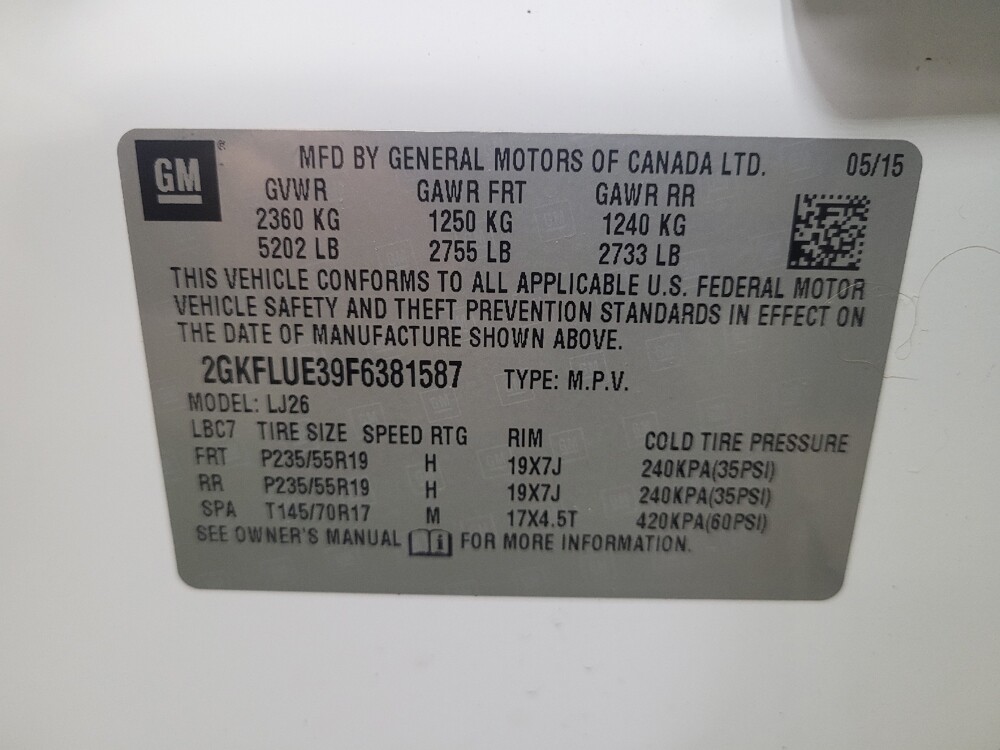 GM
MFD BY GENERAL MOTORS OF CANADA LTD. 05/15
GVWR GAWR FRT GAWR RR
2360 KG 1250 KG 1240 KG
5202 LB 2755 LB 2733 LB
THIS VEHICLE CONFORMS TO ALL APPLICABLE U.S. FEDERAL MOTOR
VEHICLE SAFETY AND THEFT PREVENTION STANDARDS IN EFFECT ON
THE DATE OF MANUFACTURE SHOWN ABOVE.
2GKFLUE39F6381587 TYPE: M.P.V.
MODEL: LJ26
LBC7 TIRE SIZE SPEED RTG RIM COLD TIRE PRESSURE
FRT P235/55R19 H 19X7J 240KPA(35PSI)
RR P235/55R19 H 19X7J 240KPA(35PSI)
SPA T145/70R17 M 17X4.5T 420KPA(60PSI)
SEE OWNER'S MANUAL i FOR MORE INFORMATION.